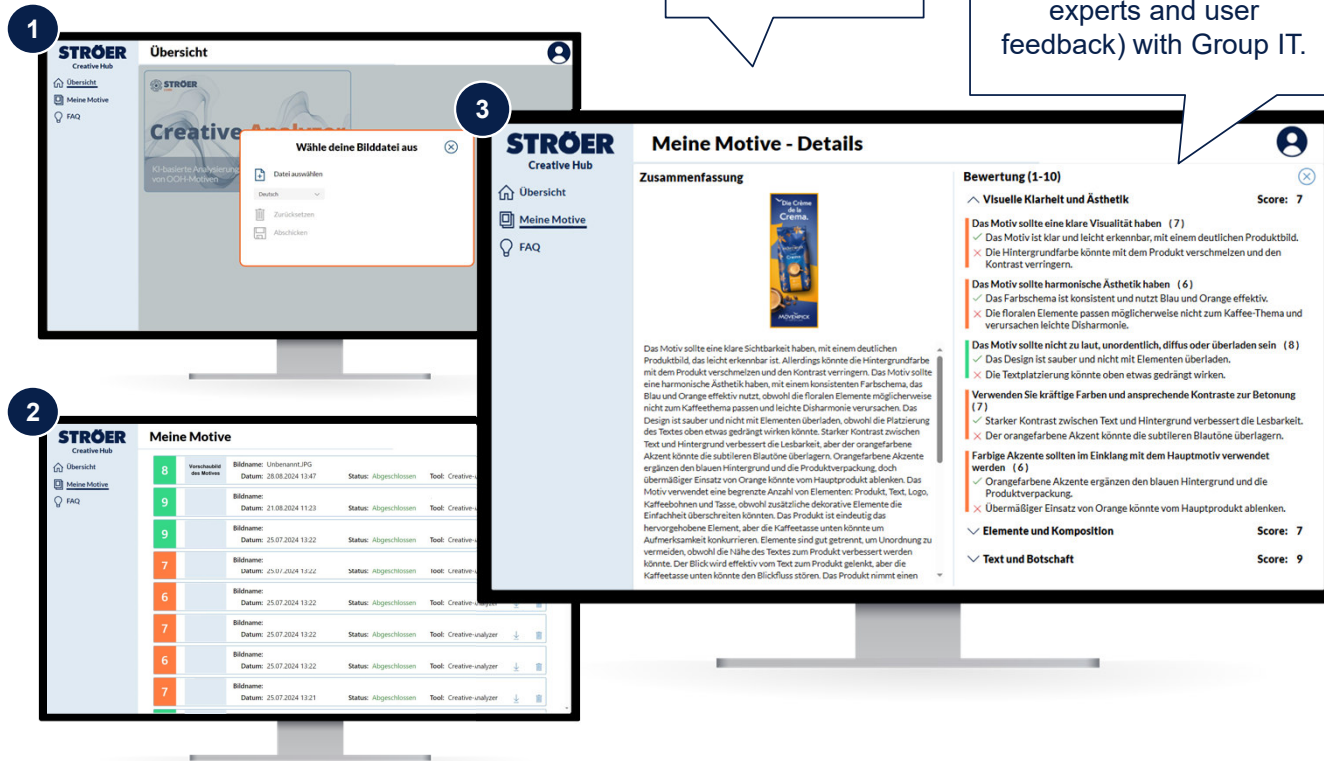 experts and user
feedback) with Group IT.
1
STRÖER
Creative Hub
Übersicht
Meine Motive
FAQ
Übersicht
STRÖER
Creative Analyzer
KI-basierte Analysierung
von OOH-Motiven
Wähle deine Bilddatei aus
Datei auswählen
Deutsch
Zurücksetzen
Abschicken
2
STRÖER
Creative Hub
Übersicht
Meine Motive
FAQ
Meine Motive
8 Vorschaubild des Motives Bildname: Unbenannt.JPG
Datum: 28.08.2024 13:47 Status: Abgeschlossen Tool:
9 Bildname:
Datum: 21.08.2024 11:23 Status: Abgeschlossen Tool:
9 Bildname:
Datum: 25.07.2024 13:22 Status: Abgeschlossen Tool:
7 Bildname:
Datum: 25.07.2024 13:22 Status: Abgeschlossen Tool:
6 Bildname:
Datum: 25.07.2024 13:22 Status: Abgeschlossen Tool: Creative-analyzer
7 Bildname:
Datum: 25.07.2024 13:22 Status: Abgeschlossen Tool: Creative-analyzer
6 Bildname:
Datum: 25.07.2024 13:22 Status: Abgeschlossen Tool: Creative-analyzer
7 Bildname:
Datum: 25.07.2024 13:21 Status: Abgeschlossen Tool: Creative-analyzer
3
STRÖER
Creative Hub
Übersicht
Meine Motive
FAQ
Meine Motive - Details
Zusammenfassung
Die Crème
de la
Crema.
MÖVENPICK
Das Motiv sollte eine klare Sichtbarkeit haben, mit einem deutlichen
Produktbild, das leicht erkennbar ist. Allerdings könnte die Hintergrundfarbe
mit dem Produkt verschmelzen und den Kontrast verringern. Das Motiv sollte
eine harmonische Ästhetik haben, mit einem konsistenten Farbschema, das
Blau und Orange effektiv nutzt, obwohl die floralen Elemente möglicherweise
nicht zum Kaffeethema passen und leichte Disharmonie verursachen. Das
Design ist sauber und nicht mit Elementen überladen, obwohl die Platzierung
des Textes oben etwas gedrängt wirken könnte. Starker Kontrast zwischen
Text und Hintergrund verbessert die Lesbarkeit, aber der orangefarbene
Akzent könnte die subtileren Blautöne überlagern. Orangefarbene Akzente
ergänzen den blauen Hintergrund und die Produktverpackung, doch
übermäßiger Einsatz von Orange könnte vom Hauptprodukt ablenken. Das
Motiv verwendet eine begrenzte Anzahl von Elementen: Produkt, Text, Logo,
Kaffeebohnen und Tasse, obwohl zusätzliche dekorative Elemente die
Einfachheit überschreiten könnten. Das Produkt ist eindeutig das
hervorgehobene Element, aber die Kaffeetasse unten könnte um
Aufmerksamkeit konkurrieren. Elemente sind gut getrennt, um Unordnung zu
vermeiden, obwohl die Nähe des Textes zum Produkt verbessert werden
könnte. Der Blick wird effektiv vom Text zum Produkt gelenkt, aber die
Kaffeetasse unten könnte den Blickfluss stören. Das Produkt nimmt einen
Bewertung (1-10)
Visuelle Klarheit und Ästhetik Score: 7
Das Motiv sollte eine klare Visualität haben (7)
Das Motiv ist klar und leicht erkennbar, mit einem deutlichen Produktbild.
Die Hintergrundfarbe könnte mit dem Produkt verschmelzen und den
Kontrast verringern.
Das Motiv sollte harmonische Ästhetik haben (6)
Das Farbschema ist konsistent und nutzt Blau und Orange effektiv.
Die floralen Elemente passen möglicherweise nicht zum Kaffee-Thema und
verursachen leichte Disharmonie.
Das Motiv sollte nicht zu laut, unordentlich, diffus oder überladen sein (8)
Das Design ist sauber und nicht mit Elementen überladen.
Die Textplatzierung könnte oben etwas gedrängt wirken.
Verwenden Sie kräftige Farben und ansprechende Kontraste zur Betonung
(7)
Starker Kontrast zwischen Text und Hintergrund verbessert die Lesbarkeit.
Der orangefarbene Akzent könnte die subtileren Blautöne überlagern.
Farbige Akzente sollten im Einklang mit dem Hauptmotiv verwendet
werden (6)
Orangefarbene Akzente ergänzen den blauen Hintergrund und die
Produktverpackung.
Übermäßiger Einsatz von Orange könnte vom Hauptprodukt ablenken.
Elemente und Komposition Score: 7
Text und Botschaft Score: 9